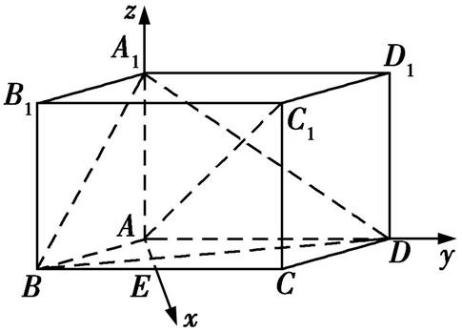 z
A₁ D₁
B₁ C₁
A
B E C D y
x